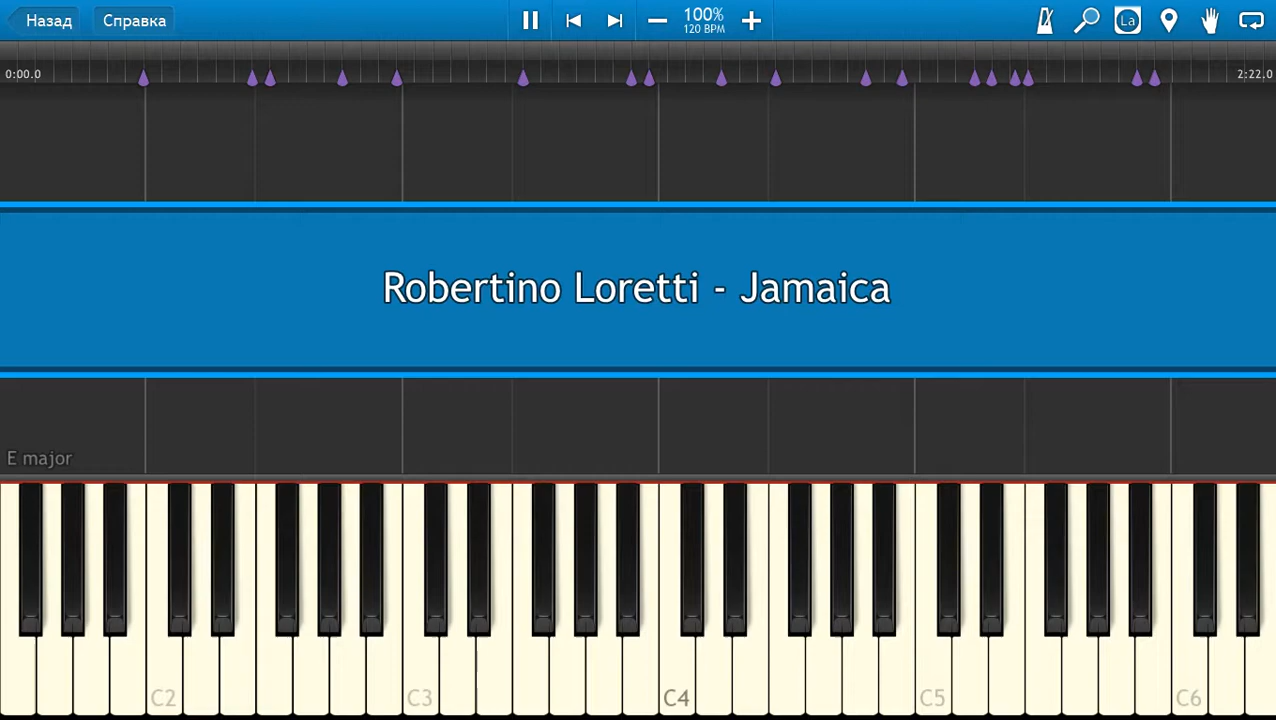 Назад Справка 100% La
120 BPM
0:00.0 2:22.0
Robertino Loretti - Jamaica
E major
C2 C3 C4 C5 C6